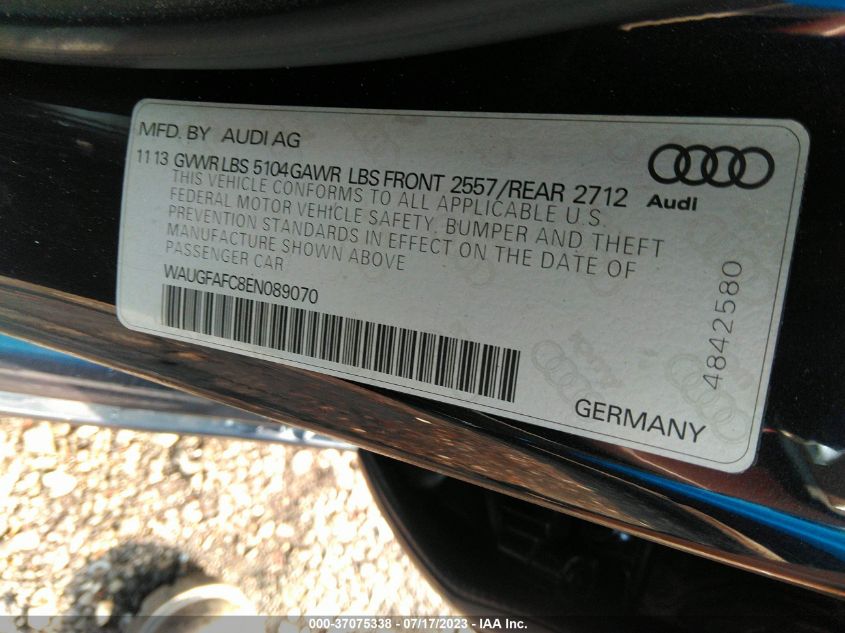 MFD. BY AUDI AG
11 13 GVWR LBS 5104 GAWR LBS FRONT 2557/REAR 2712
THIS VEHICLE CONFORMS TO ALL APPLICABLE U.S.
FEDERAL MOTOR VEHICLE SAFETY, BUMPER AND THEFT
PREVENTION STANDARDS IN EFFECT ON THE DATE OF
MANUFACTURE SHOWN ABOVE
PASSENGER CAR
WAUGFAFC8EN089070
Audi
4842580
GERMANY
000-37075338 - 07/17/2023 - IAA Inc.